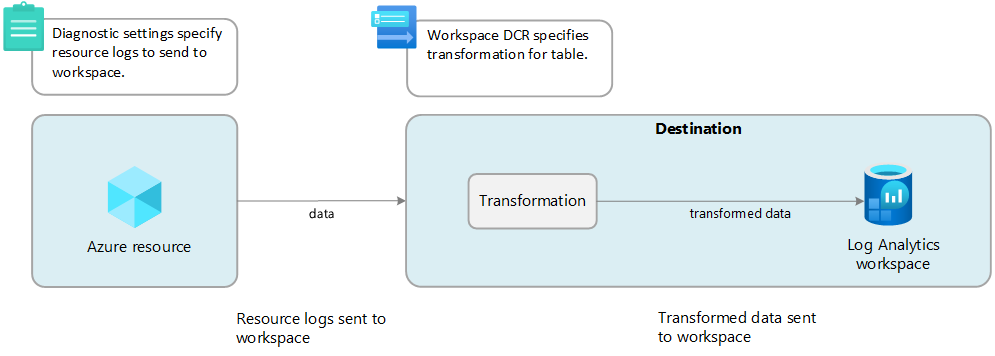 Diagnostic settings specify
resource logs to send to
workspace.
Workspace DCR specifies
transformation for table.
Destination
Azure resource
data
Transformation
transformed data
Log Analytics
workspace
Resource logs sent to
workspace
Transformed data sent
to workspace